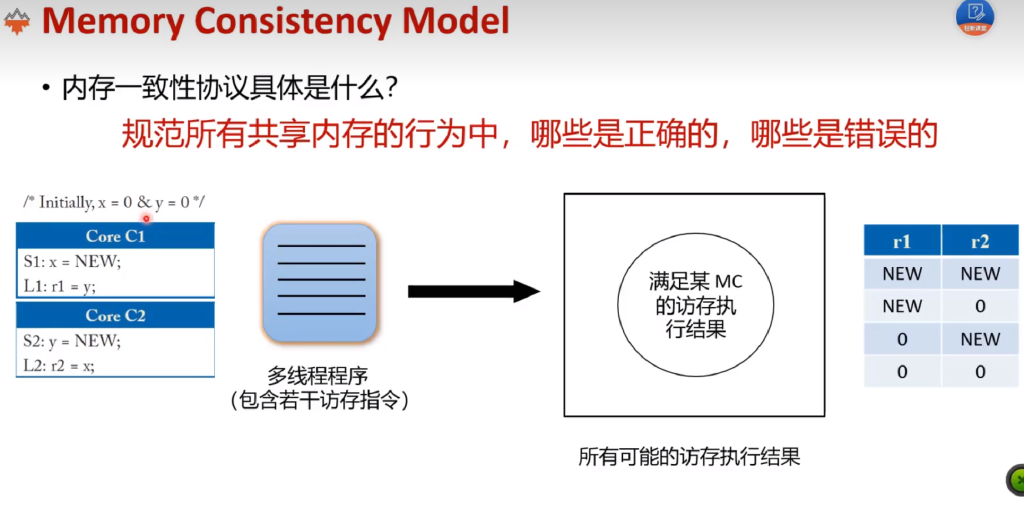 Memory Consistency Model
• 内存一致性协议具体是什么？
规范所有共享内存的行为中，哪些是正确的，哪些是错误的
/* Initially, x = 0 & y = 0 */
Core C1
S1: x = NEW;
L1: r1 = y;
Core C2
S2: y = NEW;
L2: r2 = x;
多线程程序
（包含若干访存指令）
满足某 MC
的访存执
行结果
所有可能的访存执行结果
r1 r2
NEW NEW
NEW 0
0 NEW
0 0